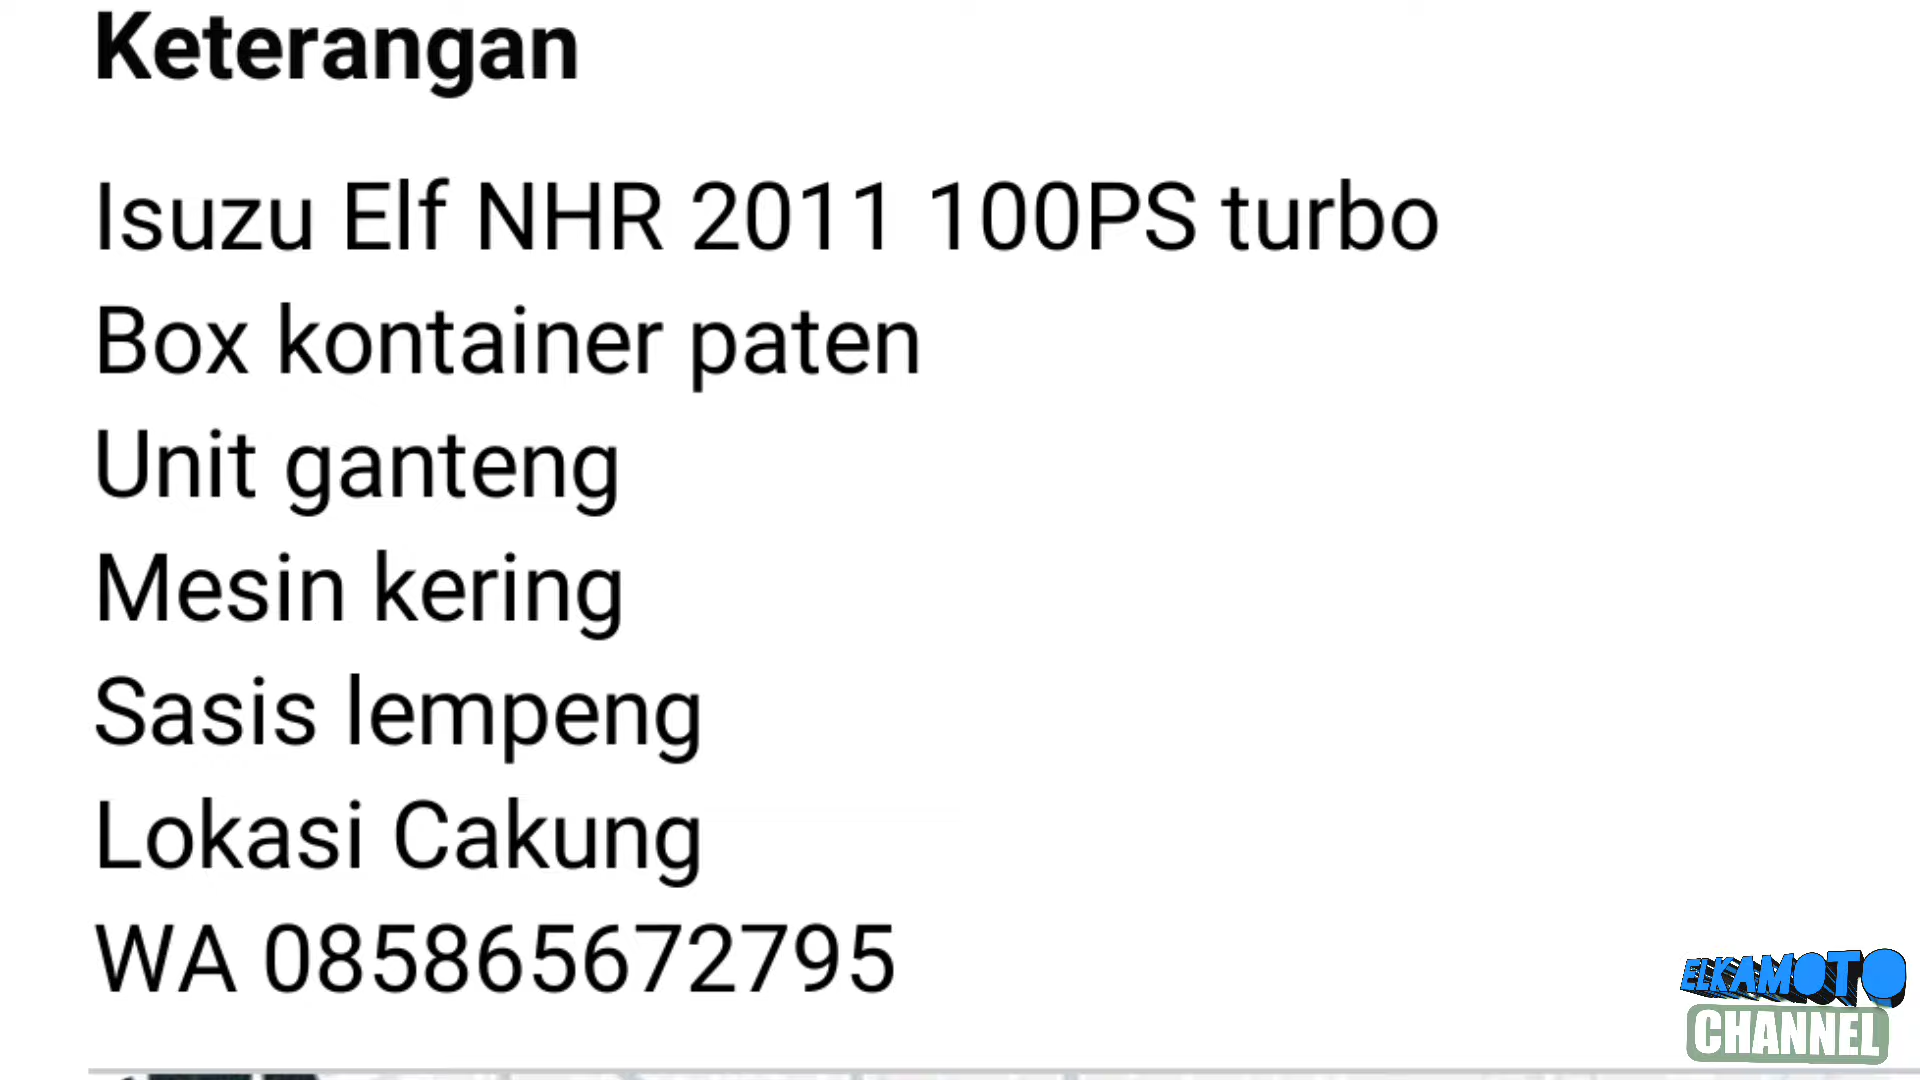 Keterangan
Isuzu Elf NHR 2011 100PS turbo
Box kontainer paten
Unit ganteng
Mesin kering
Sasis lempeng
Lokasi Cakung
WA 085865672795
ELKAMOTO
CHANNEL